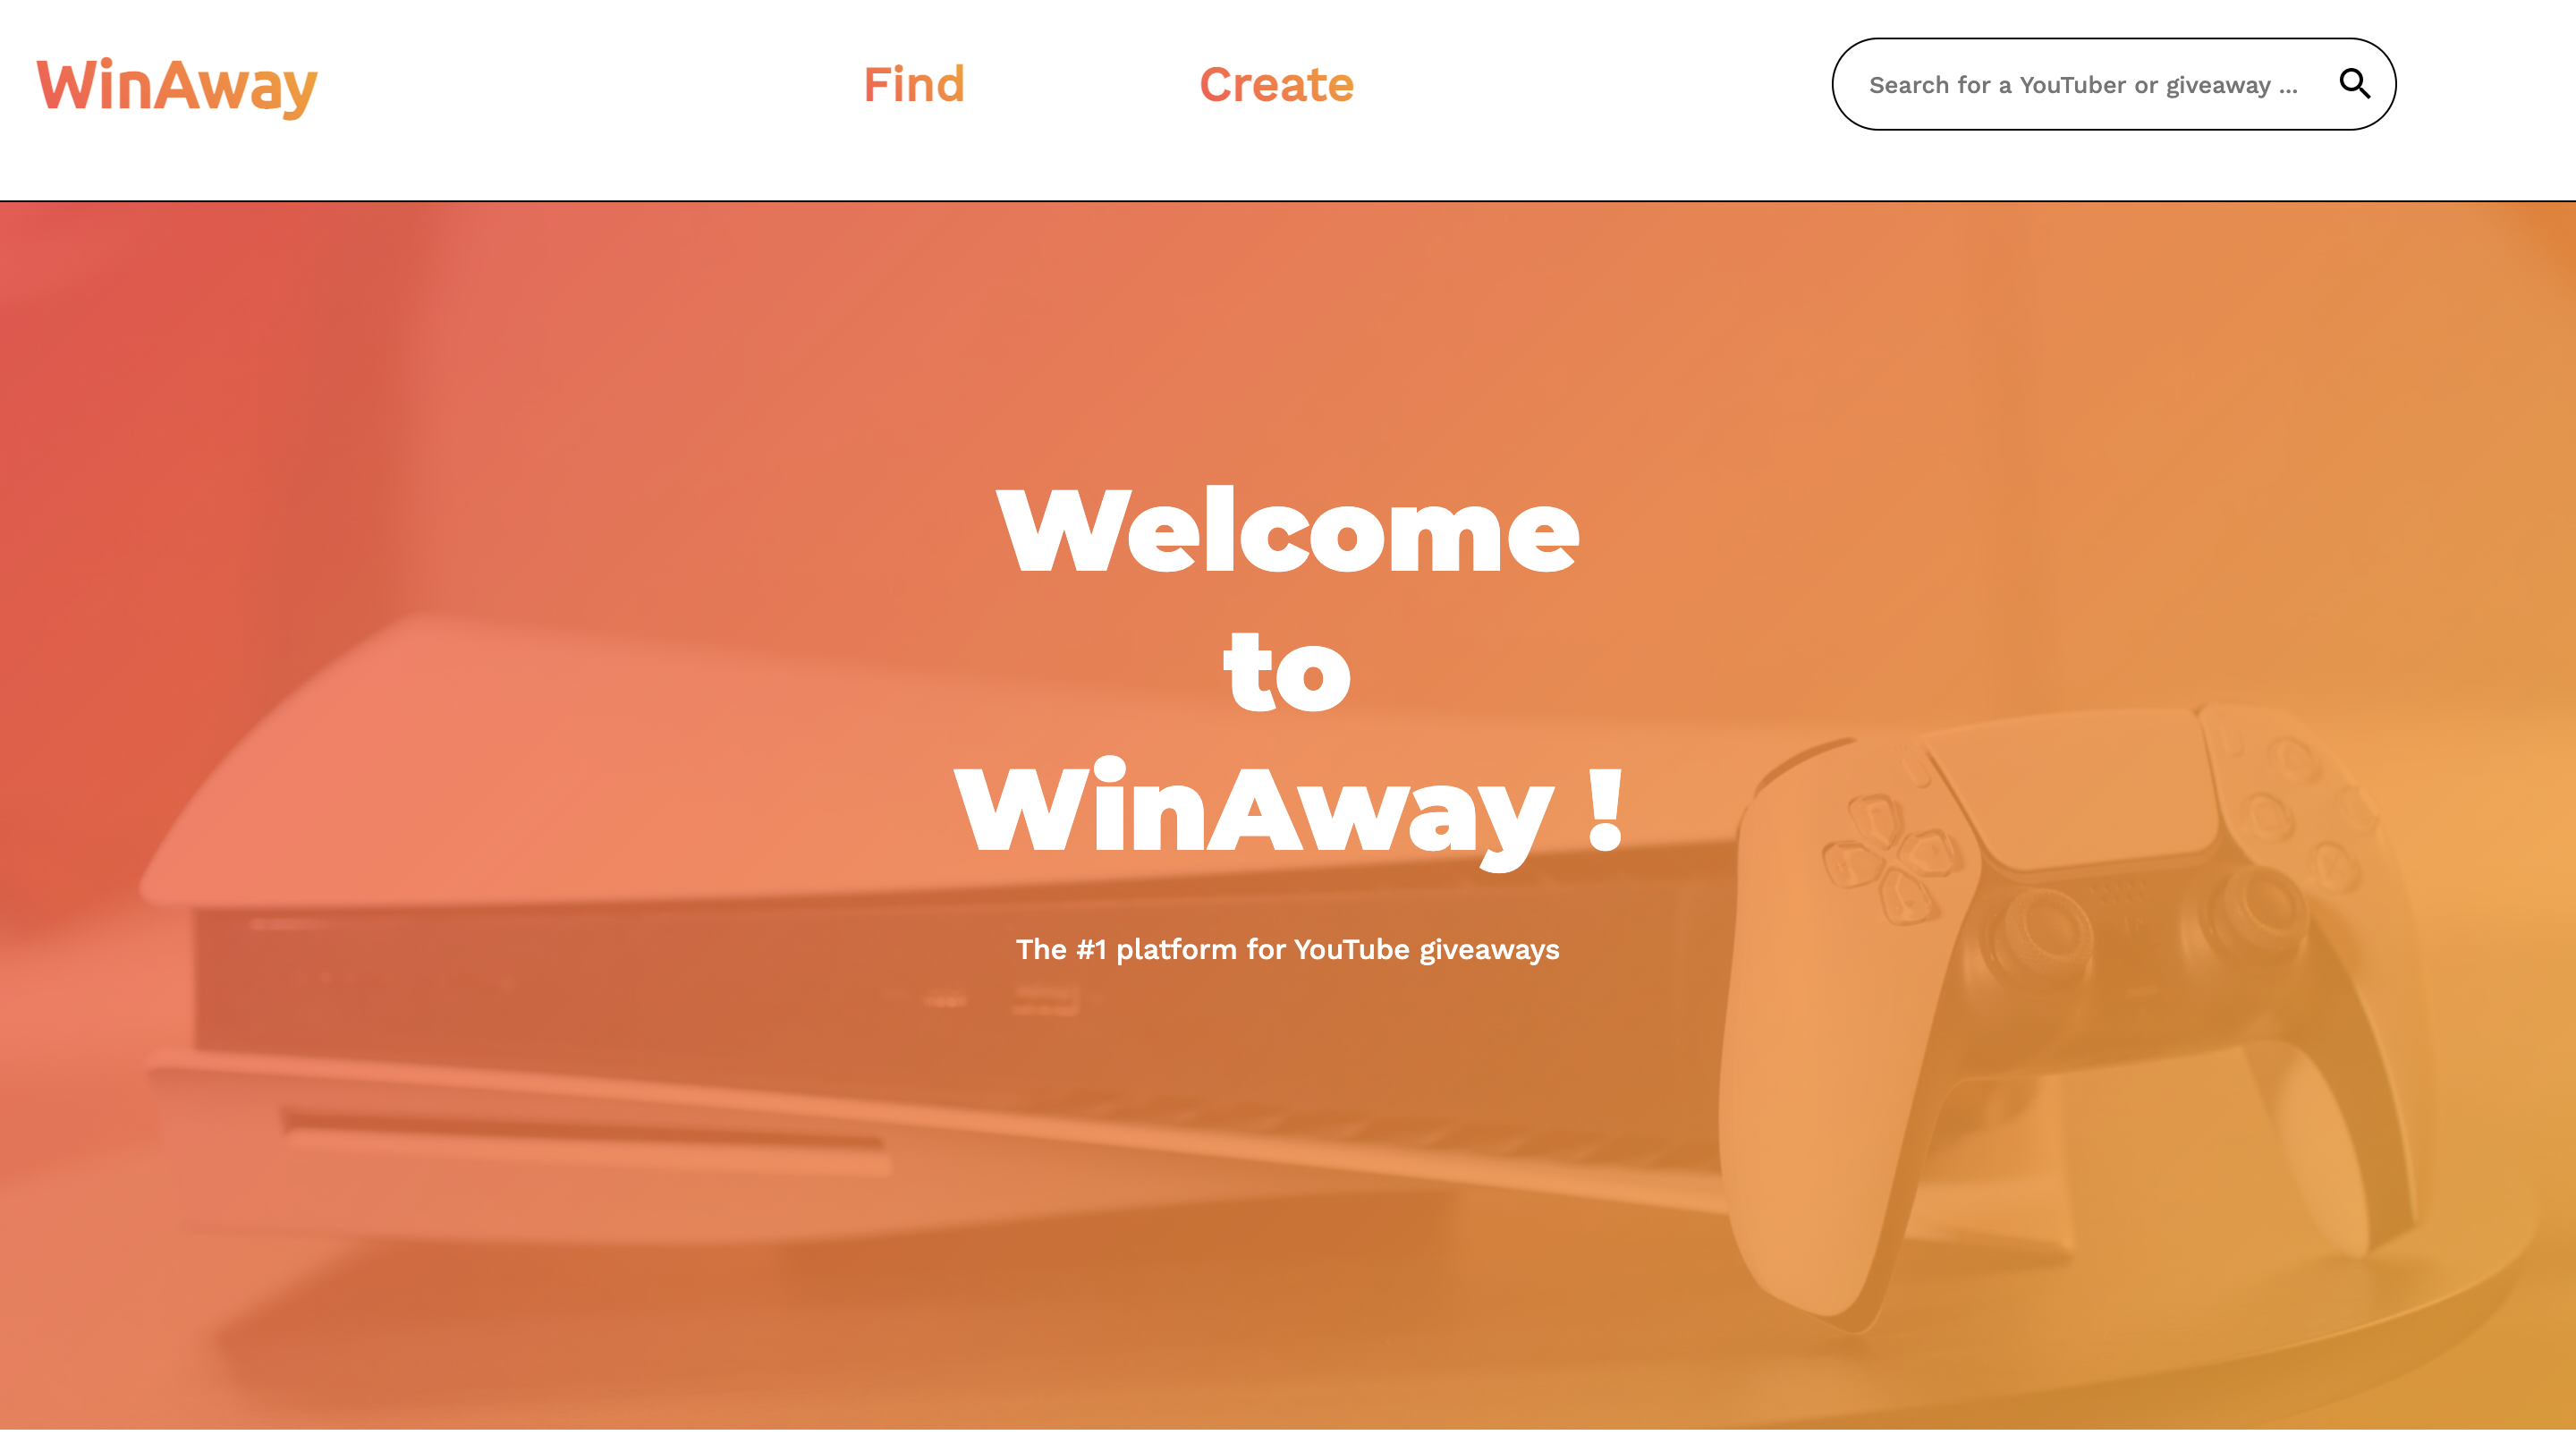 WinAway
Find
Create
Search for a YouTuber or giveaway ...
Welcome
to
WinAway !
The #1 platform for YouTube giveaways